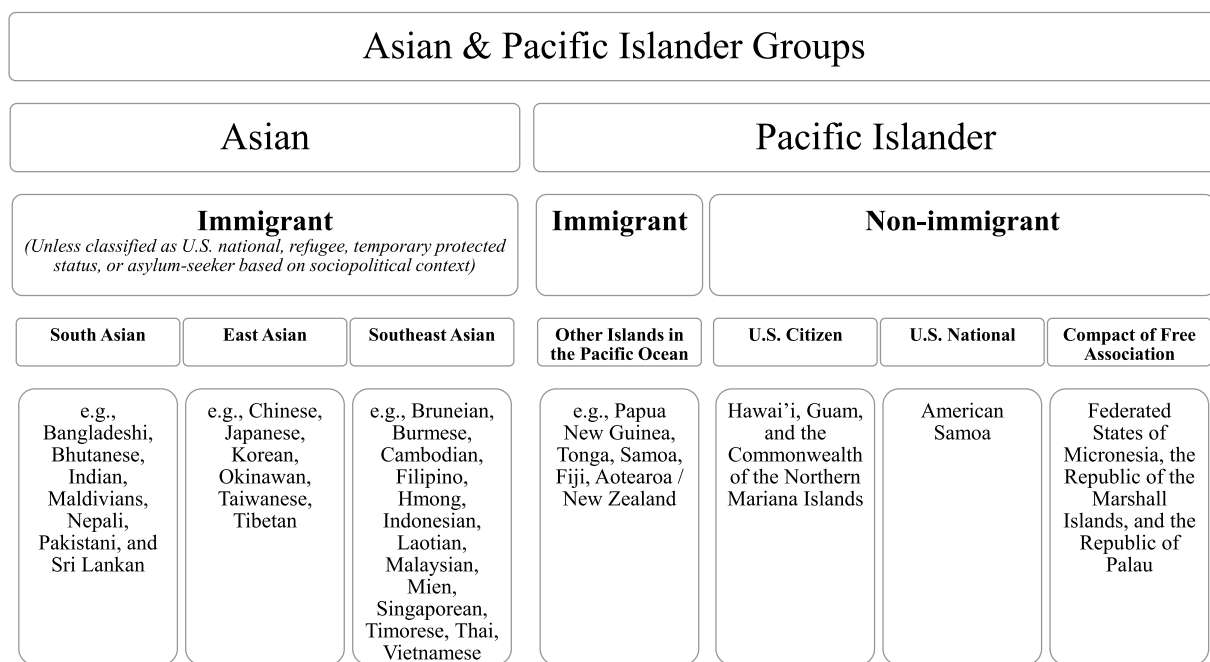 Asian & Pacific Islander Groups
Asian
Pacific Islander
Immigrant
(Unless classified as U.S. national, refugee, temporary protected
status, or asylum-seeker based on sociopolitical context)
Immigrant
Non-immigrant
South Asian
East Asian
Southeast Asian
Other Islands in
the Pacific Ocean
U.S. Citizen
U.S. National
Compact of Free
Association
e.g.,
Bangladeshi,
Bhutanese,
Indian,
Maldivians,
Nepali,
Pakistani, and
Sri Lankan
e.g., Chinese,
Japanese,
Korean,
Okinawan,
Taiwanese,
Tibetan
e.g., Bruneian,
Burmese,
Cambodian,
Filipino,
Hmong,
Indonesian,
Laotian,
Malaysian,
Mien,
Singaporean,
Timorese, Thai,
Vietnamese
e.g., Papua
New Guinea,
Tonga, Samoa,
Fiji, Aotearoa /
New Zealand
Hawai’i, Guam,
and the
Commonwealth
of the Northern
Mariana Islands
American
Samoa
Federated
States of
Micronesia, the
Republic of the
Marshall
Islands, and the
Republic of
Palau